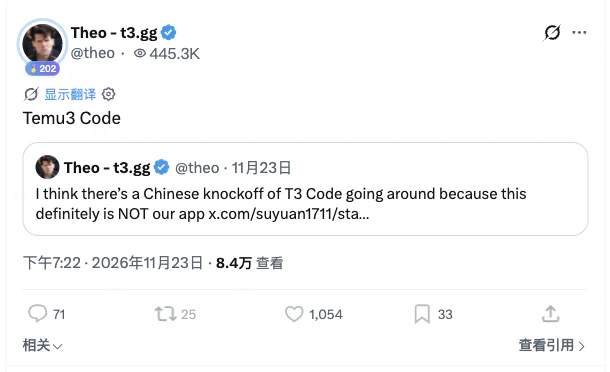 Theo - t3.gg
@theo · 445.3K
202
显示翻译
Temu3 Code
Theo - t3.gg @theo · 11月23日
I think there's a Chinese knockoff of T3 Code going around because this
definitely is NOT our app x.com/suyuan1711/sta...
下午7:22 · 2026年11月23日 · 8.4万 查看
71 25 1,054 33
相关 查看引用